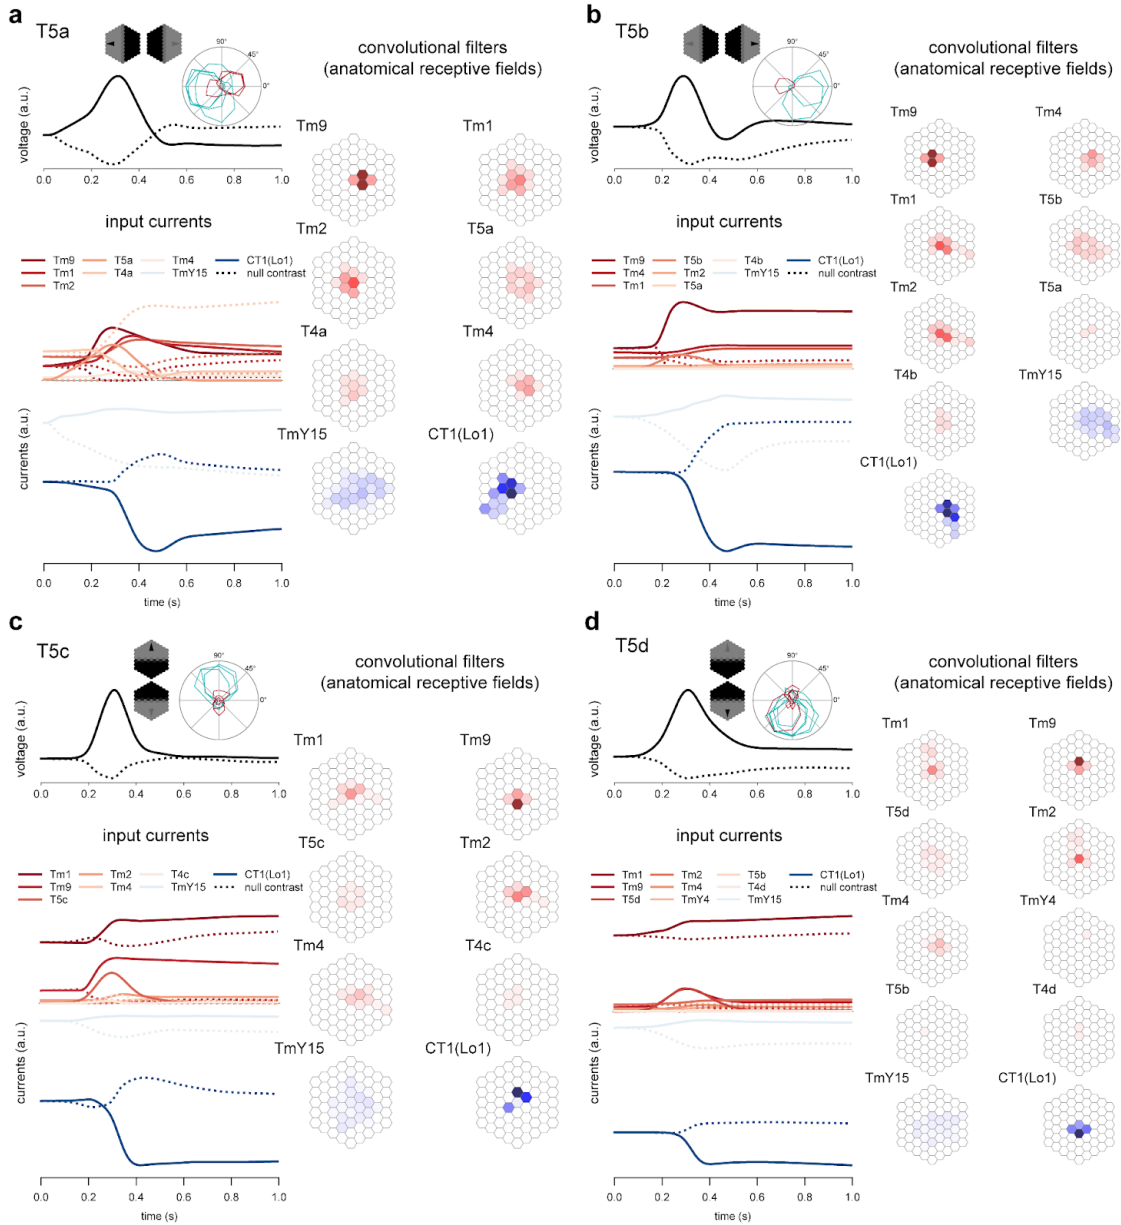 a
T5a
90°
45°
0°
convolutional filters
(anatomical receptive fields)
voltage (a.u.)
0.0 0.2 0.4 0.6 0.8 1.0
input currents
Tm9 T5a Tm4 CT1(Lo1)
Tm1 T4a TmY15 null contrast
Tm2
currents (a.u.)
0.0 0.2 0.4 0.6 0.8 1.0
time (s)
Tm9 Tm1
Tm2 T5a
T4a Tm4
TmY15 CT1(Lo1)
b
T5b
90°
45°
0°
convolutional filters
(anatomical receptive fields)
voltage (a.u.)
0.0 0.2 0.4 0.6 0.8 1.0
input currents
Tm9 T5b T4b CT1(Lo1)
Tm4 Tm2 TmY15 null contrast
Tm1 T5a
currents (a.u.)
0.0 0.2 0.4 0.6 0.8 1.0
time (s)
Tm9 Tm4
Tm1 T5b
Tm2 T5a
T4b TmY15
CT1(Lo1)
c
T5c
90°
45°
0°
convolutional filters
(anatomical receptive fields)
voltage (a.u.)
0.0 0.2 0.4 0.6 0.8 1.0
input currents
Tm1 Tm2 T4c CT1(Lo1)
Tm9 Tm4 TmY15 null contrast
T5c
currents (a.u.)
0.0 0.2 0.4 0.6 0.8 1.0
time (s)
Tm1 Tm9
T5c Tm2
Tm4 T4c
TmY15 CT1(Lo1)
d
T5d
90°
45°
0°
convolutional filters
(anatomical receptive fields)
voltage (a.u.)
0.0 0.2 0.4 0.6 0.8 1.0
input currents
Tm1 Tm2 T5b CT1(Lo1)
Tm9 Tm4 T4d null contrast
T5d TmY4 TmY15
currents (a.u.)
0.0 0.2 0.4 0.6 0.8 1.0
time (s)
Tm1 Tm9
T5d Tm2
Tm4 TmY4
T5b T4d
TmY15 CT1(Lo1)